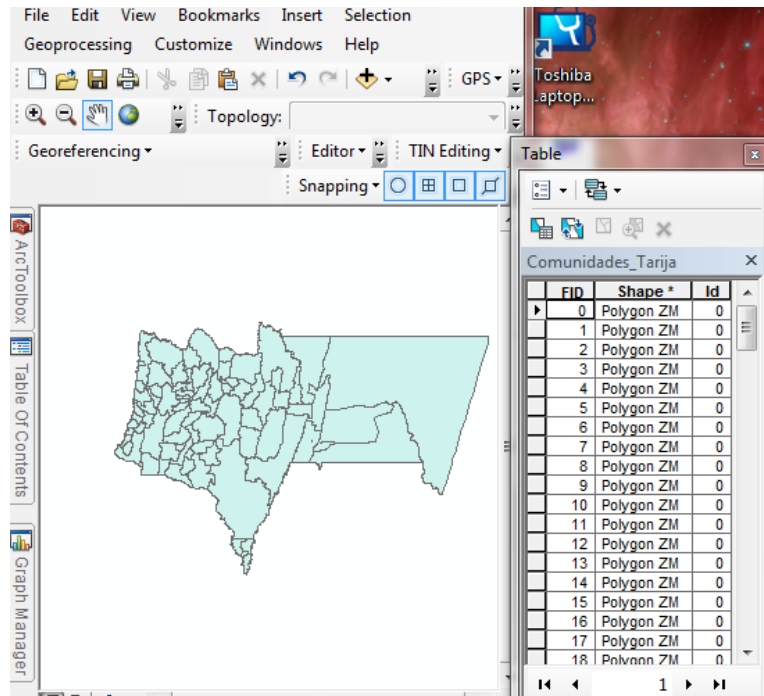 File Edit View Bookmarks Insert Selection
Geoprocessing Customize Windows Help
GPS
Topology:
Georeferencing Editor TIN Editing
Snapping
ArcToolbox
Table Of Contents
Graph Manager
Toshiba
Laptop...
Table
Comunidades_Tarija
FID Shape * Id
0 Polygon ZM 0
1 Polygon ZM 0
2 Polygon ZM 0
3 Polygon ZM 0
4 Polygon ZM 0
5 Polygon ZM 0
6 Polygon ZM 0
7 Polygon ZM 0
8 Polygon ZM 0
9 Polygon ZM 0
10 Polygon ZM 0
11 Polygon ZM 0
12 Polygon ZM 0
13 Polygon ZM 0
14 Polygon ZM 0
15 Polygon ZM 0
16 Polygon ZM 0
17 Polygon ZM 0
18 Polygon ZM 0
1